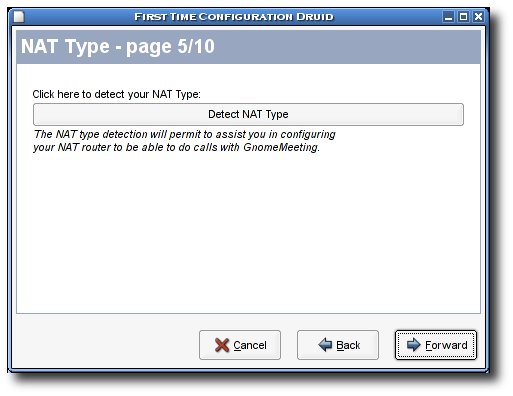 First Time Configuration Druid
NAT Type - page 5/10
Click here to detect your NAT Type:
Detect NAT Type
The NAT type detection will permit to assist you in configuring
your NAT router to be able to do calls with GnomeMeeting.
Cancel
Back
Forward